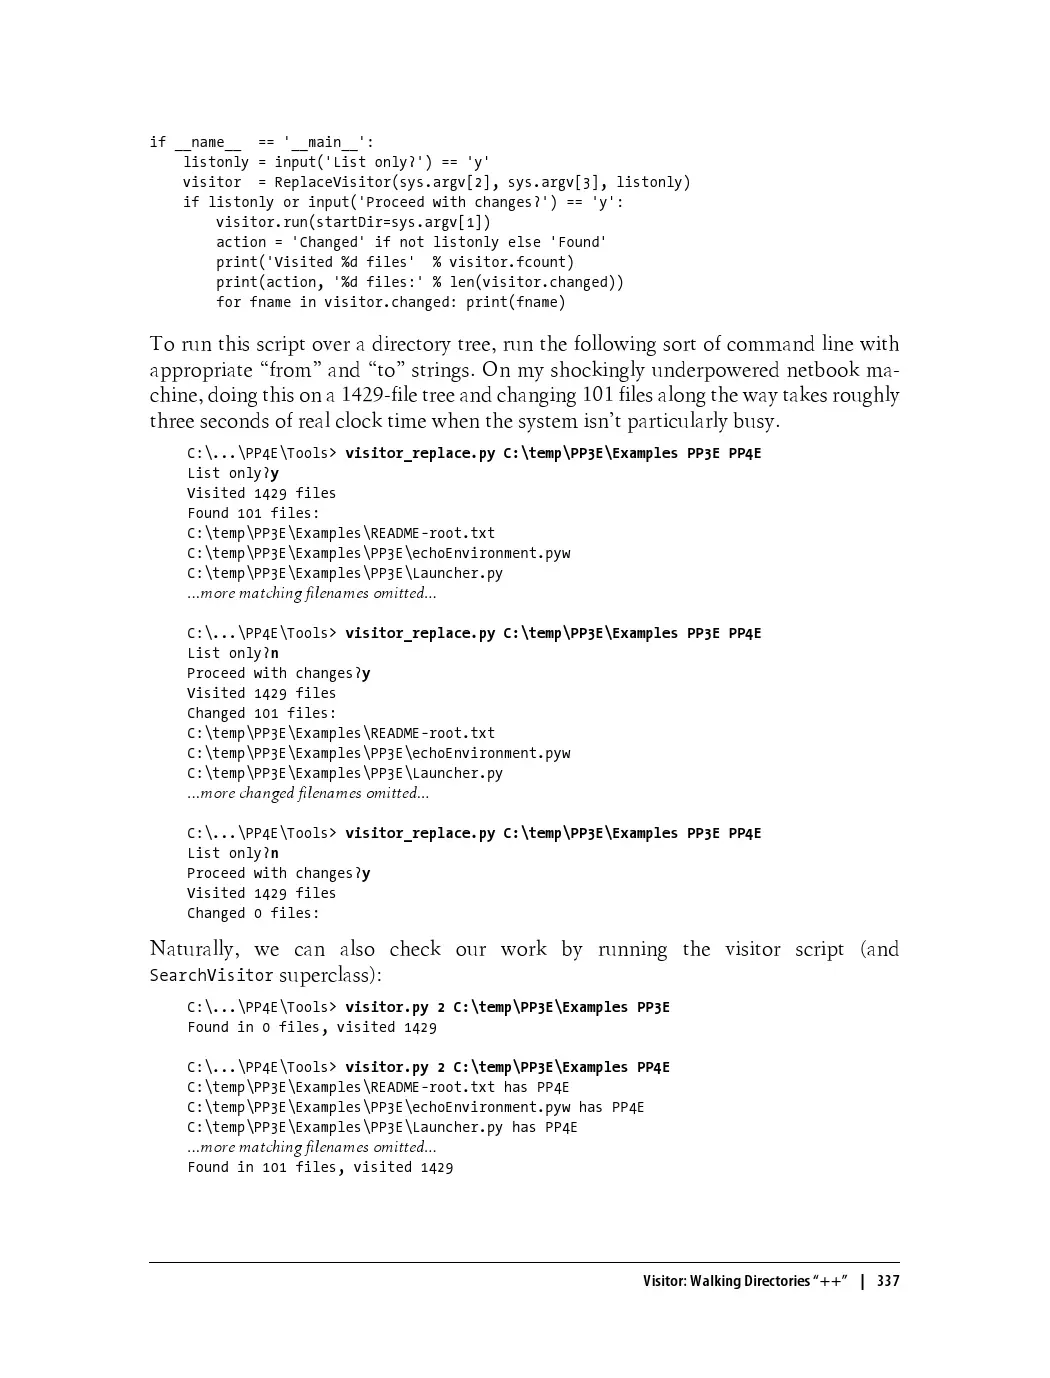 if __name__  == '__main__':
    listonly = input('List only?') == 'y'
    visitor  = ReplaceVisitor(sys.argv[2], sys.argv[3], listonly)
    if listonly or input('Proceed with changes?') == 'y':
        visitor.run(startDir=sys.argv[1])
        action = 'Changed' if not listonly else 'Found'
        print('Visited %d files'  % visitor.fcount)
        print(action, '%d files:' % len(visitor.changed))
        for fname in visitor.changed: print(fname)
To run this script over a directory tree, run the following sort of command line with
appropriate “from” and “to” strings. On my shockingly underpowered netbook ma-
chine, doing this on a 1429-file tree and changing 101 files along the way takes roughly
three seconds of real clock time when the system isn’t particularly busy.
C:\...\PP4E\Tools> visitor_replace.py C:\temp\PP3E\Examples PP3E PP4E
List only?y
Visited 1429 files
Found 101 files:
C:\temp\PP3E\Examples\README-root.txt
C:\temp\PP3E\Examples\PP3E\echoEnvironment.pyw
C:\temp\PP3E\Examples\PP3E\Launcher.py
...more matching filenames omitted...
C:\...\PP4E\Tools> visitor_replace.py C:\temp\PP3E\Examples PP3E PP4E
List only?n
Proceed with changes?y
Visited 1429 files
Changed 101 files:
C:\temp\PP3E\Examples\README-root.txt
C:\temp\PP3E\Examples\PP3E\echoEnvironment.pyw
C:\temp\PP3E\Examples\PP3E\Launcher.py
...more changed filenames omitted...
C:\...\PP4E\Tools> visitor_replace.py C:\temp\PP3E\Examples PP3E PP4E
List only?n
Proceed with changes?y
Visited 1429 files
Changed 0 files:
Naturally, we can also check our work by running the visitor script (and
SearchVisitor superclass):
C:\...\PP4E\Tools> visitor.py 2 C:\temp\PP3E\Examples PP3E
Found in 0 files, visited 1429
C:\...\PP4E\Tools> visitor.py 2 C:\temp\PP3E\Examples PP4E
C:\temp\PP3E\Examples\README-root.txt has PP4E
C:\temp\PP3E\Examples\PP3E\echoEnvironment.pyw has PP4E
C:\temp\PP3E\Examples\PP3E\Launcher.py has PP4E
...more matching filenames omitted...
Found in 101 files, visited 1429
Visitor: Walking Directories “++” | 337